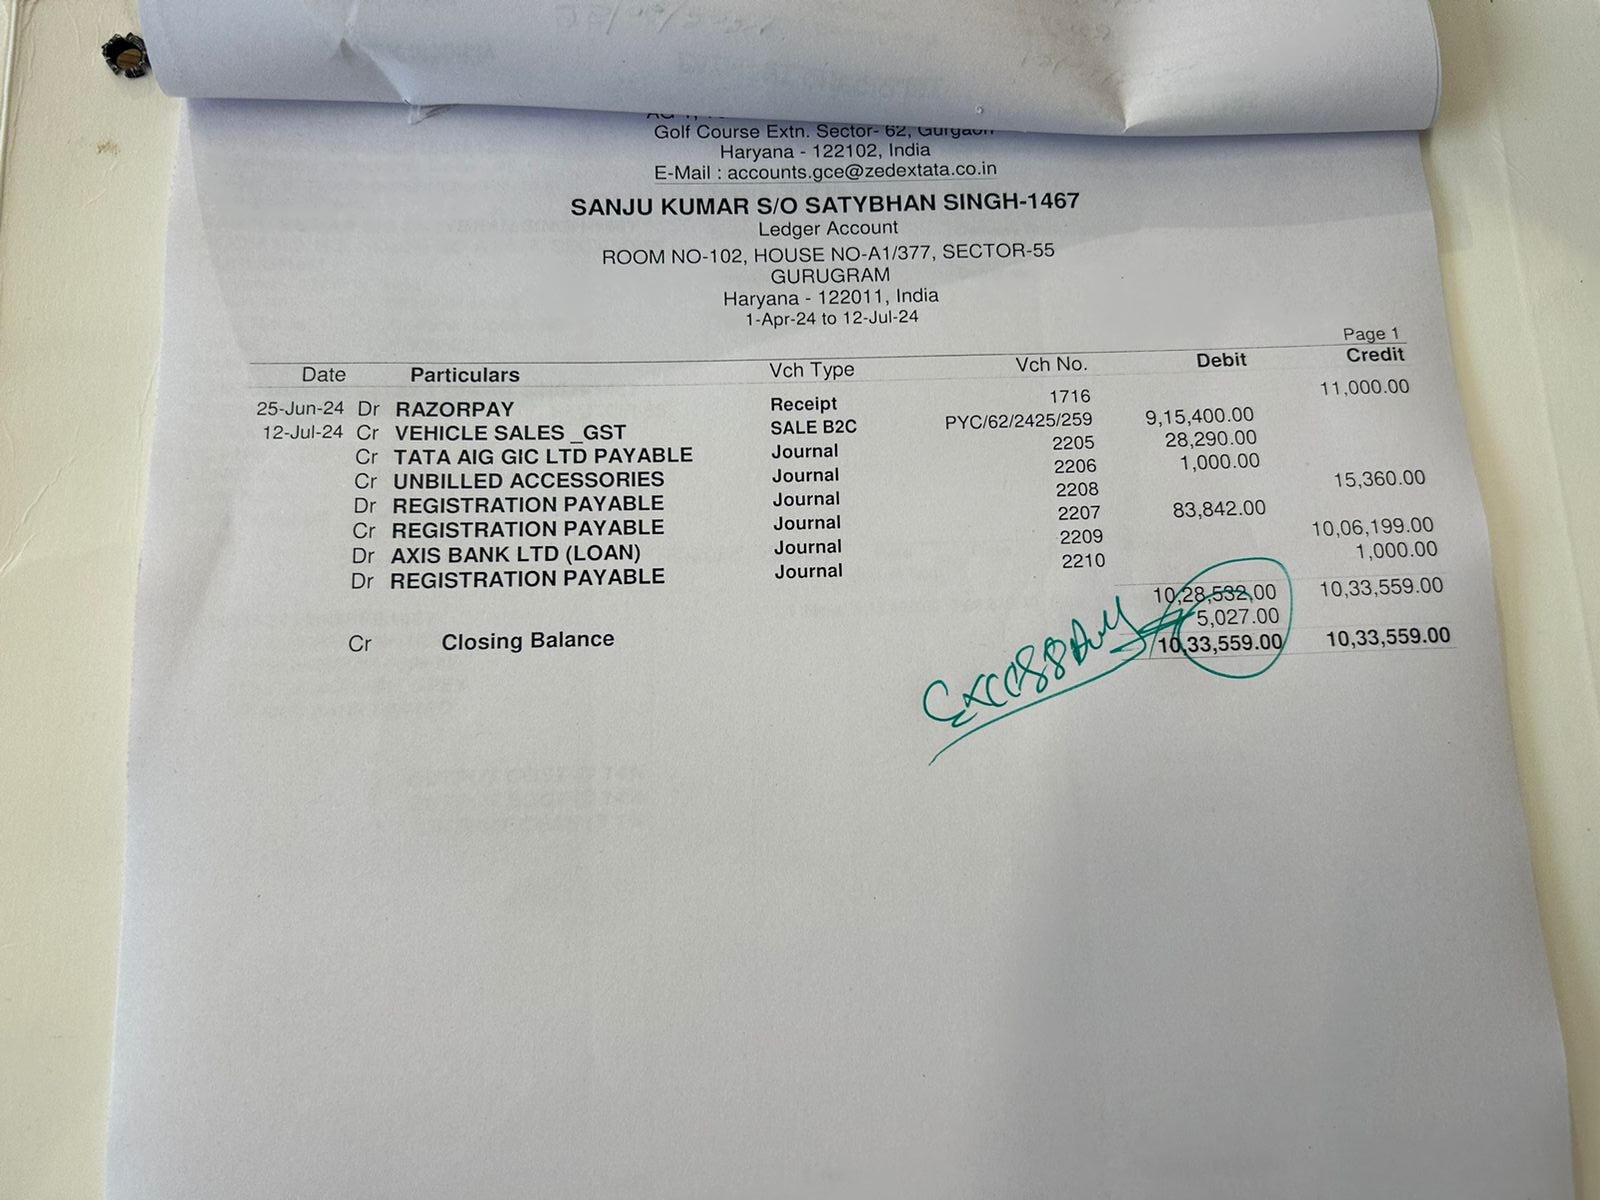 Golf Course Extn. Sector- 62, Gurgaon
Haryana - 122102, India
E-Mail : accounts.gce@zedextata.co.in
SANJU KUMAR S/O SATYBHAN SINGH-1467
Ledger Account
ROOM NO-102, HOUSE NO-A1/377, SECTOR-55
GURUGRAM
Haryana - 122011, India
1-Apr-24 to 12-Jul-24
Page 1
Date Particulars Vch Type Vch No. Debit Credit
25-Jun-24 Dr RAZORPAY Receipt 1716 11,000.00
12-Jul-24 Cr VEHICLE SALES _GST SALE B2C PYC/62/2425/259 9,15,400.00
Cr TATA AIG GIC LTD PAYABLE Journal 2205 28,290.00
Cr UNBILLED ACCESSORIES Journal 2206 1,000.00
Dr REGISTRATION PAYABLE Journal 2208 15,360.00
Cr REGISTRATION PAYABLE Journal 2207 83,842.00
Dr AXIS BANK LTD (LOAN) Journal 2209 10,06,199.00
Dr REGISTRATION PAYABLE Journal 2210 1,000.00
10,28,532.00 10,33,559.00
Cr Closing Balance 5,027.00
10,33,559.00 10,33,559.00